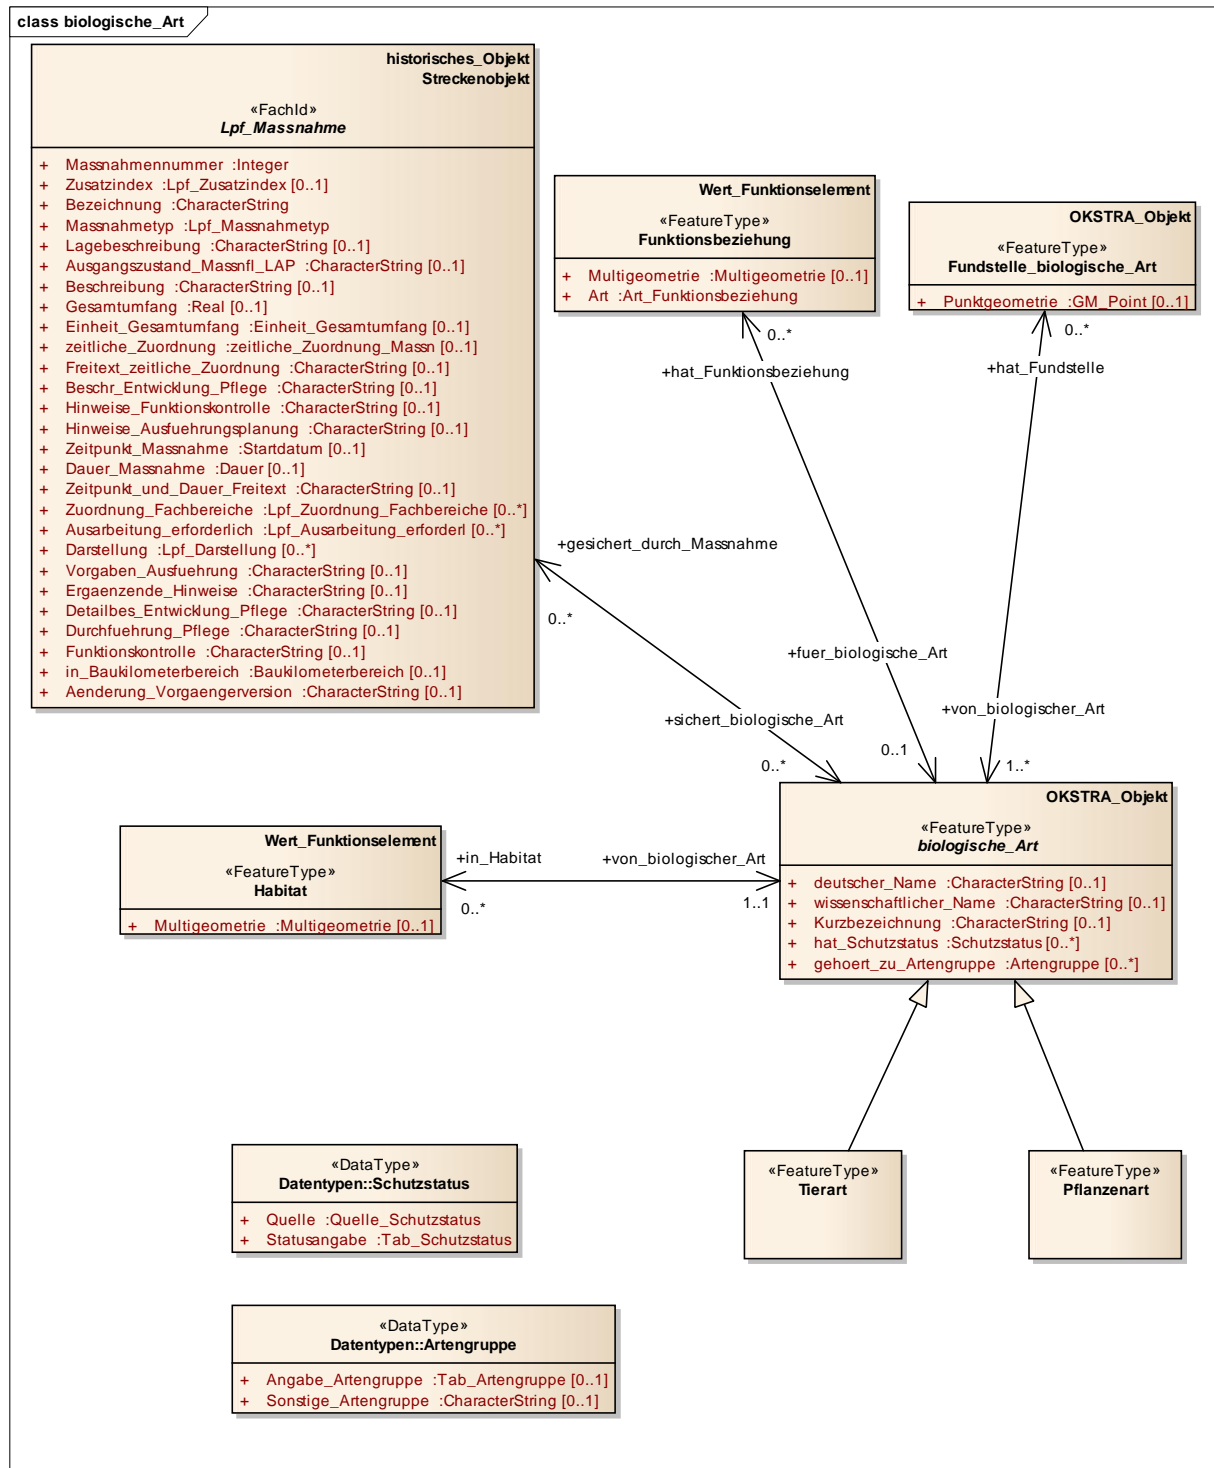 class biologische_Art
historisches_Objekt
Streckenobjekt
«FachId»
Lpf_Massnahme
+ Massnahmennummer :Integer
+ Zusatzindex :Lpf_Zusatzindex [0..1]
+ Bezeichnung :CharacterString
+ Massnahmetyp :Lpf_Massnahmetyp
+ Lagebeschreibung :CharacterString [0..1]
+ Ausgangszustand_Massnfl_LAP :CharacterString [0..1]
+ Beschreibung :CharacterString [0..1]
+ Gesamtumfang :Real [0..1]
+ Einheit_Gesamtumfang :Einheit_Gesamtumfang [0..1]
+ zeitliche_Zuordnung :zeitliche_Zuordnung_Massn [0..1]
+ Freitext_zeitliche_Zuordnung :CharacterString [0..1]
+ Beschr_Entwicklung_Pflege :CharacterString [0..1]
+ Hinweise_Funktionskontrolle :CharacterString [0..1]
+ Hinweise_Ausfuehrungsplanung :CharacterString [0..1]
+ Zeitpunkt_Massnahme :Startdatum [0..1]
+ Dauer_Massnahme :Dauer [0..1]
+ Zeitpunkt_und_Dauer_Freitext :CharacterString [0..1]
+ Zuordnung_Fachbereiche :Lpf_Zuordnung_Fachbereiche [0..*]
+ Ausarbeitung_erforderlich :Lpf_Ausarbeitung_erforderl [0..*]
+ Darstellung :Lpf_Darstellung [0..*]
+ Vorgaben_Ausfuehrung :CharacterString [0..1]
+ Ergaenzende_Hinweise :CharacterString [0..1]
+ Detailbes_Entwicklung_Pflege :CharacterString [0..1]
+ Durchfuehrung_Pflege :CharacterString [0..1]
+ Funktionskontrolle :CharacterString [0..1]
+ in_Baukilometerbereich :Baukilometerbereich [0..1]
+ Aenderung_Vorgaengerversion :CharacterString [0..1]
Wert_Funktionselement
«FeatureType»
Funktionsbeziehung
+ Multigeometrie :Multigeometrie [0..1]
+ Art :Art_Funktionsbeziehung
OKSTRA_Objekt
«FeatureType»
Fundstelle_biologische_Art
+ Punktgeometrie :GM_Point [0..1]
0..*
+hat_Funktionsbeziehung
0..*
+hat_Fundstelle
+gesichert_durch_Massnahme
0..*
+fuer_biologische_Art
0..1
+von_biologischer_Art
1..*
+sichert_biologische_Art
0..*
Wert_Funktionselement
«FeatureType»
Habitat
+ Multigeometrie :Multigeometrie [0..1]
+in_Habitat
0..*
+von_biologischer_Art
1..1
OKSTRA_Objekt
«FeatureType»
biologische_Art
+ deutscher_Name :CharacterString [0..1]
+ wissenschaftlicher_Name :CharacterString [0..1]
+ Kurzbezeichnung :CharacterString [0..1]
+ hat_Schutzstatus :Schutzstatus [0..*]
+ gehoert_zu_Artengruppe :Artengruppe [0..*]
«FeatureType»
Tierart
«FeatureType»
Pflanzenart
«DataType»
Datentypen::Schutzstatus
+ Quelle :Quelle_Schutzstatus
+ Statusangabe :Tab_Schutzstatus
«DataType»
Datentypen::Artengruppe
+ Angabe_Artengruppe :Tab_Artengruppe [0..1]
+ Sonstige_Artengruppe :CharacterString [0..1]